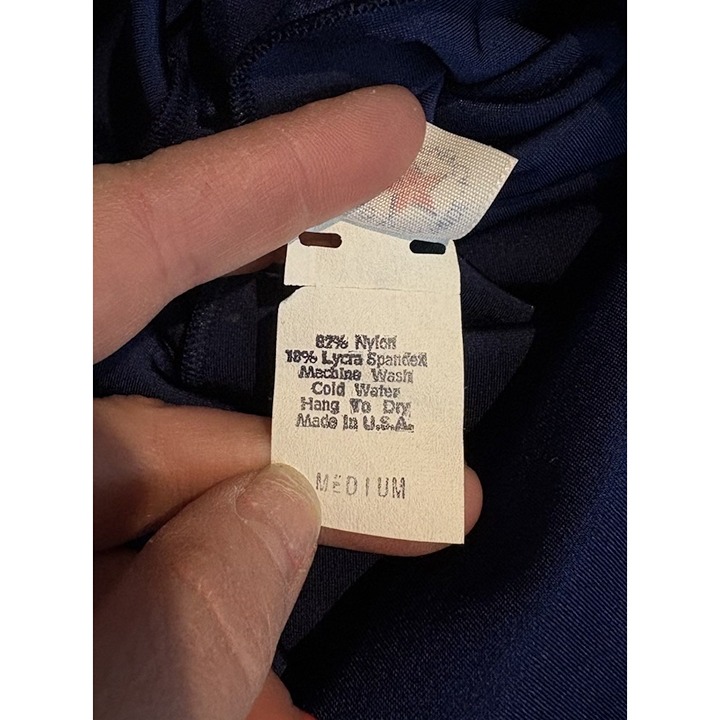 82% Nylon
18% Lycra Spandex
Machine Wash
Cold Water
Hang To Dry
Made in U.S.A.
MEDIUM